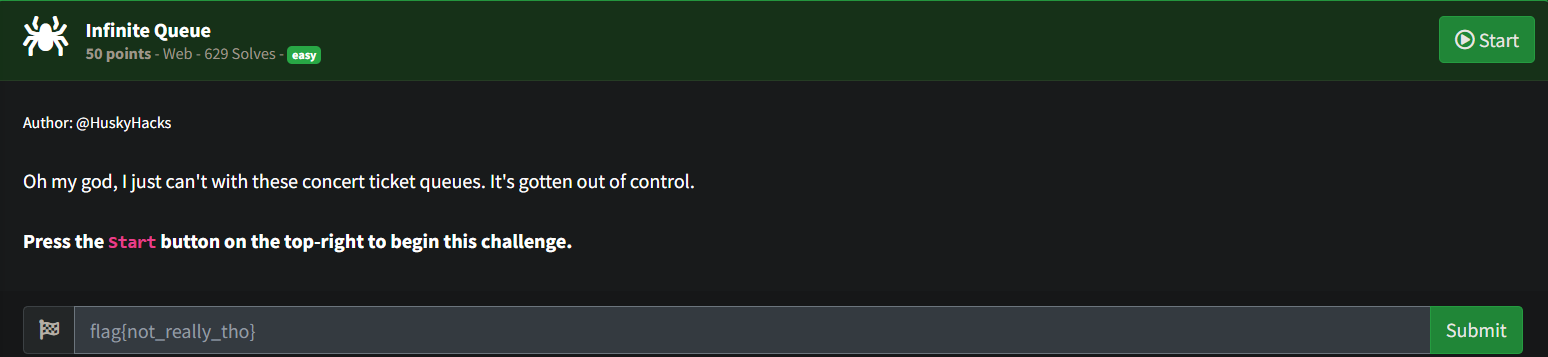 Infinite Queue
50 points - Web - 629 Solves - easy
Start
Author: @HuskyHacks
Oh my god, I just can't with these concert ticket queues. It's gotten out of control.
Press the Start button on the top-right to begin this challenge.
flag{not_really_tho}
Submit